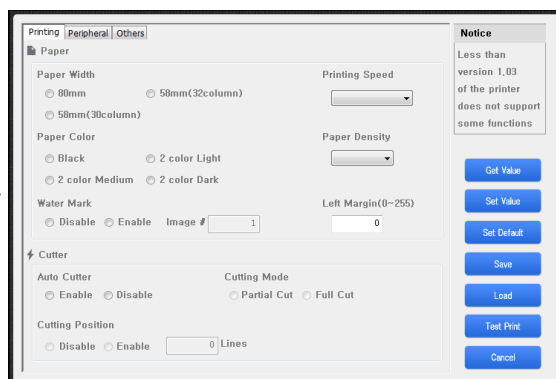 Printing Peripheral Others
Paper
Paper Width
80mm 58mm(32column)
58mm(30column)
Printing Speed
Paper Color
Black 2 color Light
2 color Medium 2 color Dark
Paper Density
Water Mark
Disable Enable Image # 1
Left Margin(0~255)
0
Cutter
Auto Cutter
Enable Disable
Cutting Mode
Partial Cut Full Cut
Cutting Position
Disable Enable 0 Lines
Notice
Less than
version 1,03
of the printer
does not support
some functions
Get Value
Set Value
Set Default
Save
Load
Test Print
Cancel